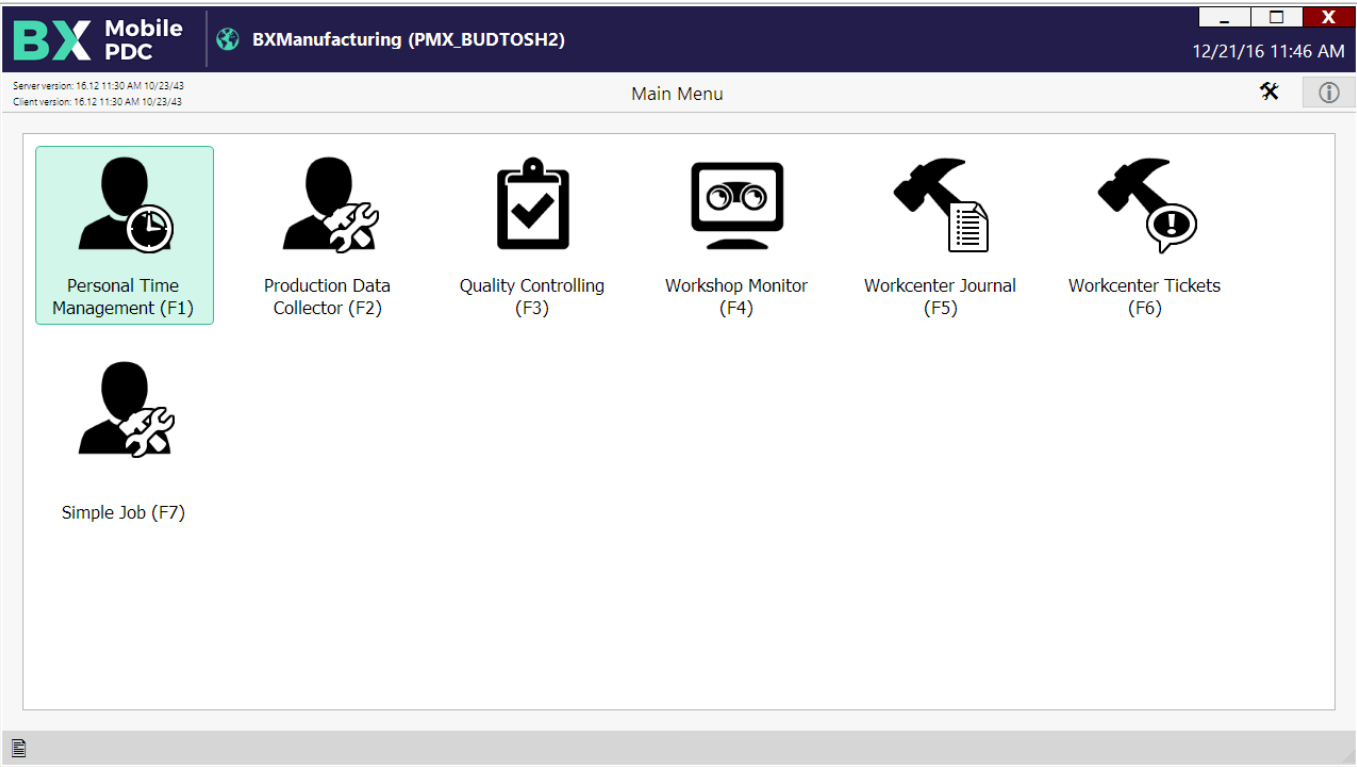 BX Mobile PDC
BXManufacturing (PMX_BUDTOSH2)
X
12/21/16 11:46 AM
Server version: 16.12 11:30 AM 10/23/43
Client version: 16.12 11:30 AM 10/23/43
Main Menu
Personal Time
Management (F1)
Production Data
Collector (F2)
Quality Controlling
(F3)
Workshop Monitor
(F4)
Workcenter Journal
(F5)
Workcenter Tickets
(F6)
Simple Job (F7)